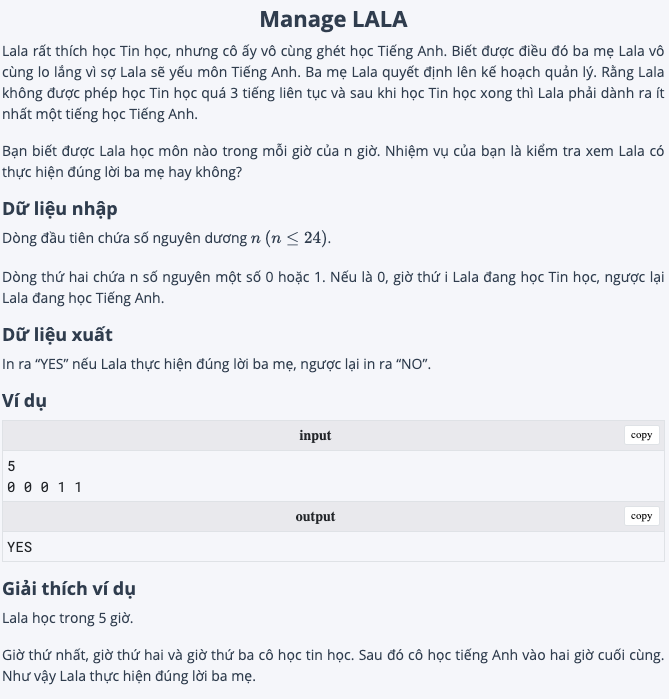 Manage LALA
Lala rất thích học Tin học, nhưng cô ấy vô cùng ghét học Tiếng Anh. Biết được điều đó ba mẹ Lala vô
cùng lo lắng vì sợ Lala sẽ yếu môn Tiếng Anh. Ba mẹ Lala quyết định lên kế hoạch quản lý. Rằng Lala
không được phép học Tin học quá 3 tiếng liên tục và sau khi học Tin học xong thì Lala phải dành ra ít
nhất một tiếng học Tiếng Anh.
Bạn biết được Lala học môn nào trong mỗi giờ của n giờ. Nhiệm vụ của bạn là kiểm tra xem Lala có
thực hiện đúng lời ba mẹ hay không?
Dữ liệu nhập
Dòng đầu tiên chứa số nguyên dương n (n ≤ 24).
Dòng thứ hai chứa n số nguyên một số 0 hoặc 1. Nếu là 0, giờ thứ i Lala đang học Tin học, ngược lại
Lala đang học Tiếng Anh.
Dữ liệu xuất
In ra “YES” nếu Lala thực hiện đúng lời ba mẹ, ngược lại in ra “NO”.
Ví dụ
input
copy
5
0 0 0 1 1
output
copy
YES
Giải thích ví dụ
Lala học trong 5 giờ.
Giờ thứ nhất, giờ thứ hai và giờ thứ ba cô học tin học. Sau đó cô học tiếng Anh vào hai giờ cuối cùng.
Như vậy Lala thực hiện đúng lời ba mẹ.